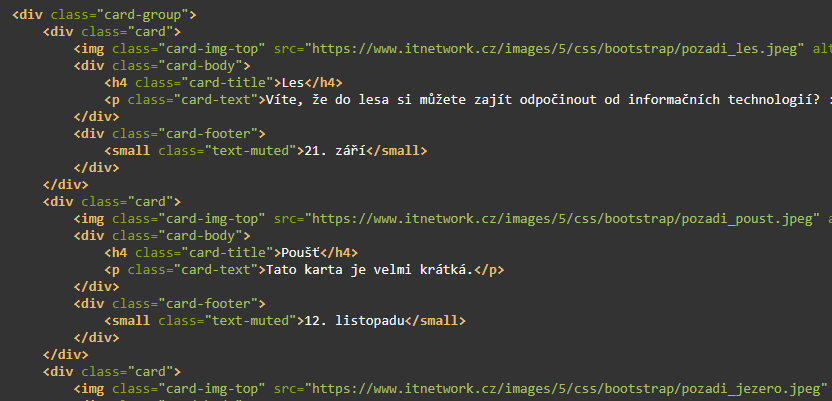 <div class="card-group">
<div class="card">
<img class="card-img-top" src="https://www.itnetwork.cz/images/5/css/bootstrap/pozadi_les.jpeg" alt
<div class="card-body">
<h4 class="card-title">Les</h4>
<p class="card-text">Víte, že do lesa si můžete zajít odpočinout od informačních technologií? :
</div>
<div class="card-footer">
<small class="text-muted">21. září</small>
</div>
</div>
<div class="card">
<img class="card-img-top" src="https://www.itnetwork.cz/images/5/css/bootstrap/pozadi_poust.jpeg" a
<div class="card-body">
<h4 class="card-title">Poušť</h4>
<p class="card-text">Tato karta je velmi krátká.</p>
</div>
<div class="card-footer">
<small class="text-muted">12. listopadu</small>
</div>
</div>
<div class="card">
<img class="card-img-top" src="https://www.itnetwork.cz/images/5/css/bootstrap/pozadi_jezero.jpeg"